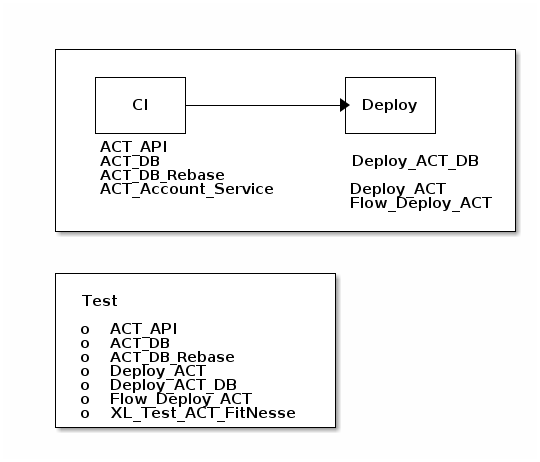 CI
Deploy
ACT_API
ACT_DB
Deploy_ACT_DB
ACT_DB_Rebase
ACT_Account_Service
Deploy_ACT
Flow_Deploy_ACT
Test
o ACT_API
o ACT_DB
o ACT_DB_Rebase
o Deploy_ACT
o Deploy_ACT_DB
o Flow_Deploy_ACT
o XL_Test_ACT_FitNesse